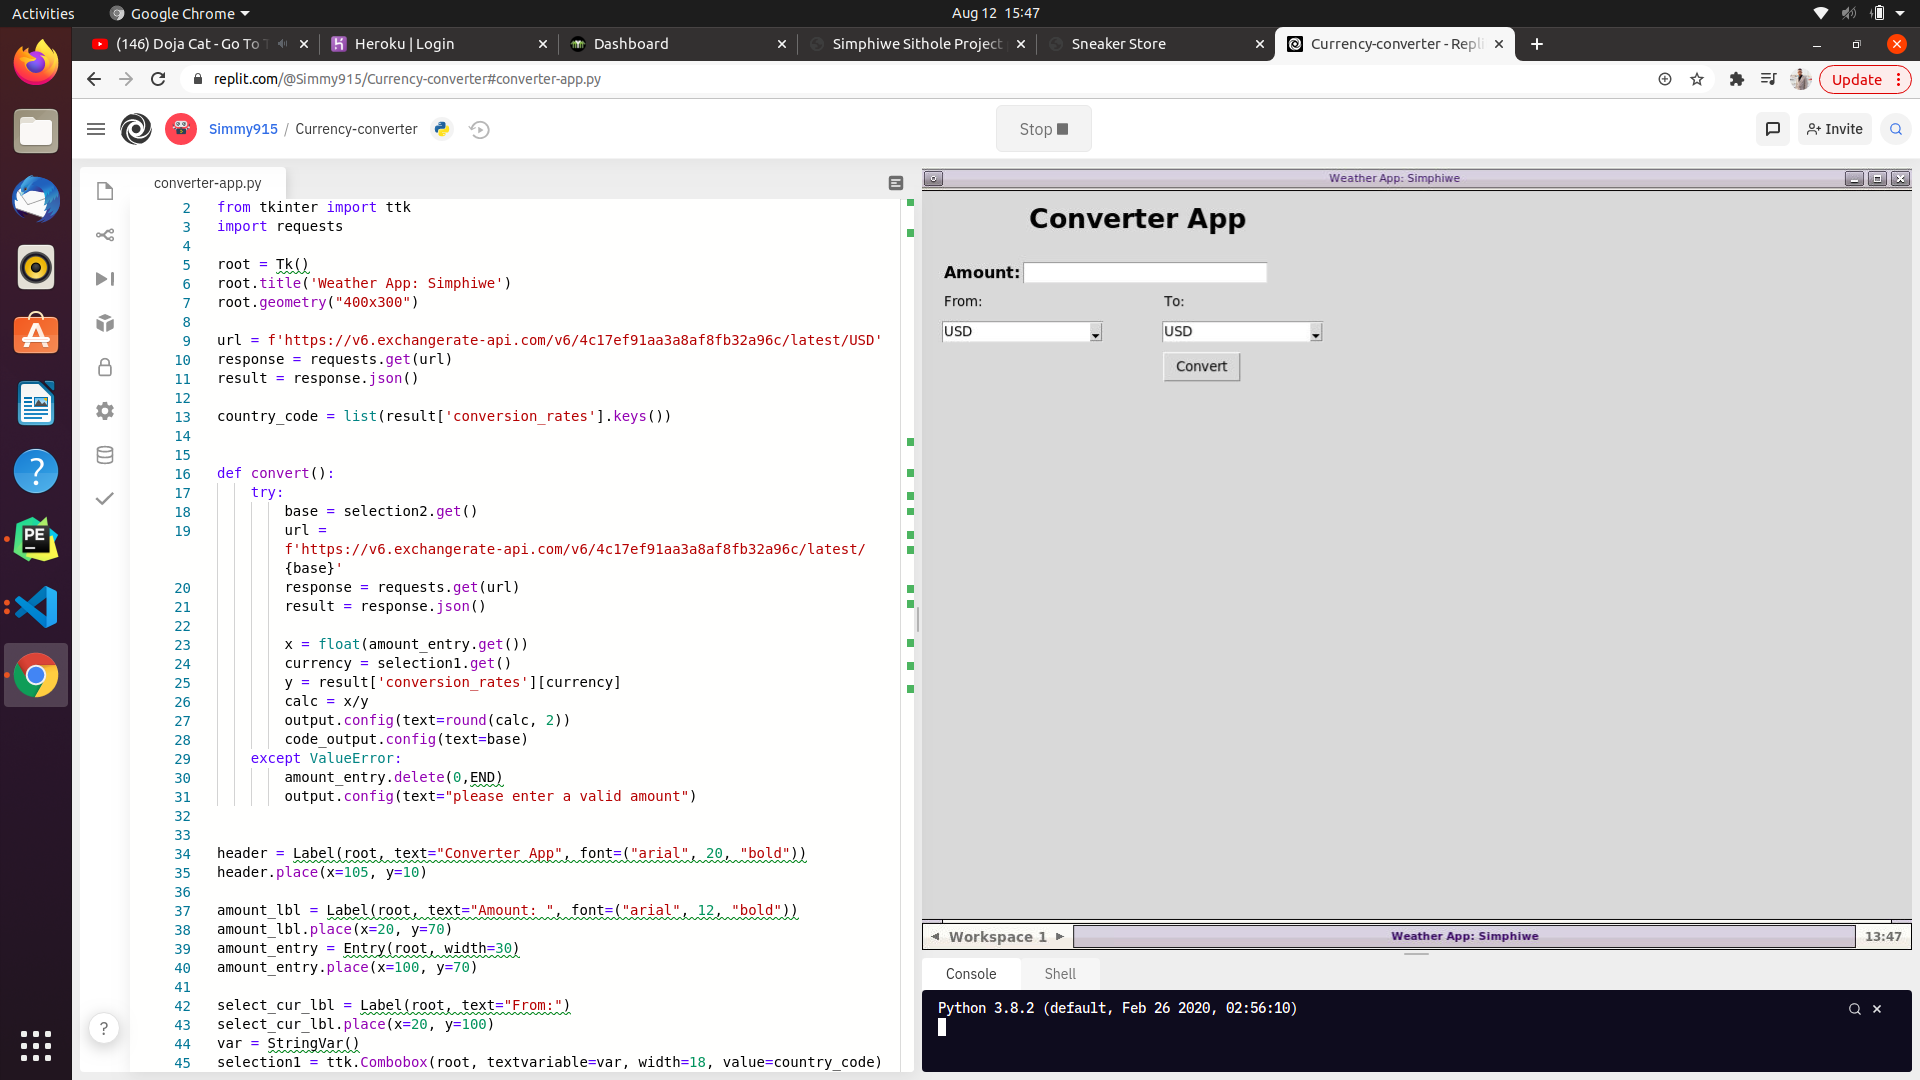 Activities
Google Chrome
Aug 12 15:47
(146) Doja Cat - Go To T
Heroku | Login
Dashboard
Simphiwe Sithole Project
Sneaker Store
Currency-converter - Repli
replit.com/@Simmy915/Currency-converter#converter-app.py
Update
Simmy915 / Currency-converter
Stop
Invite
converter-app.py
2 from tkinter import ttk
3 import requests
4
5 root = Tk()
6 root.title('Weather App: Simphiwe')
7 root.geometry("400x300")
8
9 url = f'https://v6.exchangerate-api.com/v6/4c17ef91aa3a8af8fb32a96c/latest/USD'
10 response = requests.get(url)
11 result = response.json()
12
13 country_code = list(result['conversion_rates'].keys())
14
15
16 def convert():
17 try:
18 base = selection2.get()
19 url =
f'https://v6.exchangerate-api.com/v6/4c17ef91aa3a8af8fb32a96c/latest/
{base}'
20 response = requests.get(url)
21 result = response.json()
22
23 x = float(amount_entry.get())
24 currency = selection1.get()
25 y = result['conversion_rates'][currency]
26 calc = x/y
27 output.config(text=round(calc, 2))
28 code_output.config(text=base)
29 except ValueError:
30 amount_entry.delete(0,END)
31 output.config(text="please enter a valid amount")
32
33
34 header = Label(root, text="Converter App", font=("arial", 20, "bold"))
35 header.place(x=105, y=10)
36
37 amount_lbl = Label(root, text="Amount: ", font=("arial", 12, "bold"))
38 amount_lbl.place(x=20, y=70)
39 amount_entry = Entry(root, width=30)
40 amount_entry.place(x=100, y=70)
41
42 select_cur_lbl = Label(root, text="From:")
43 select_cur_lbl.place(x=20, y=100)
44 var = StringVar()
45 selection1 = ttk.Combobox(root, textvariable=var, width=18, value=country_code)
?
Weather App: Simphiwe
Converter App
Amount:
From: To:
USD USD
Convert
Workspace 1
Weather App: Simphiwe
13:47
Console Shell
Python 3.8.2 (default, Feb 26 2020, 02:56:10)